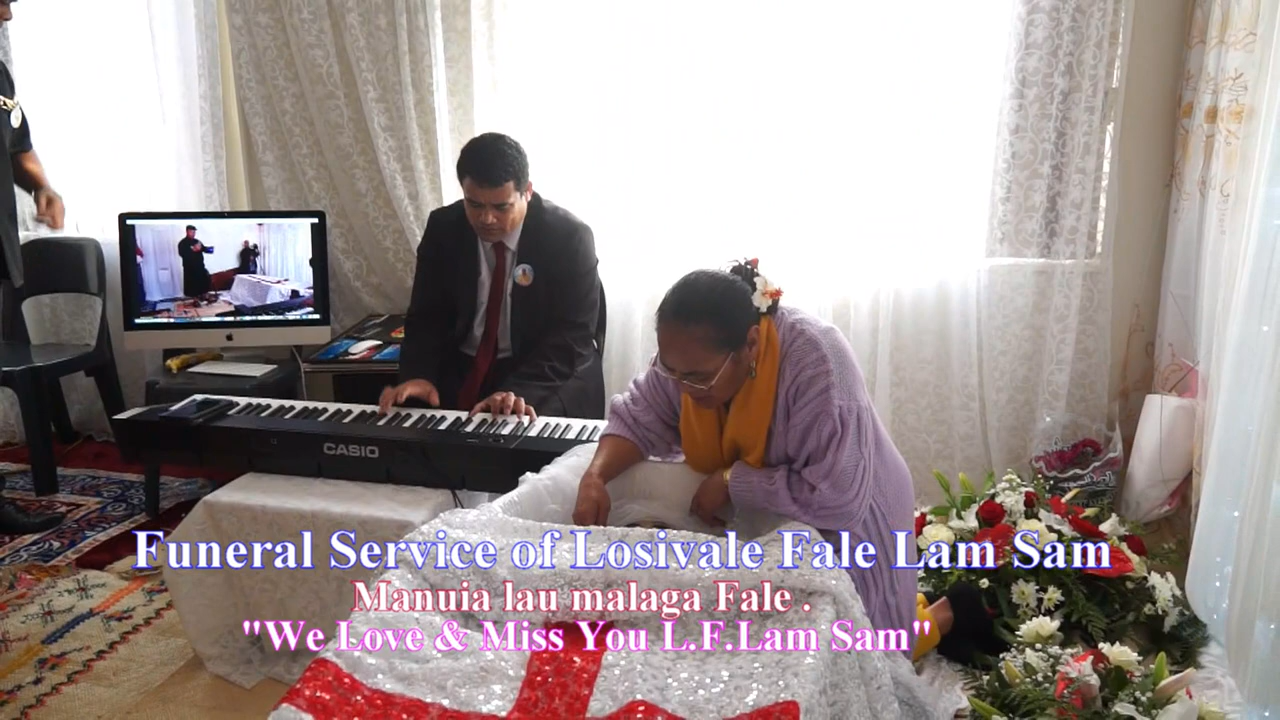 CASIO
Funeral Service of Losivale Fale Lam Sam
Manuia lau malaga Fale .
"We Love & Miss You L.F.Lam Sam"